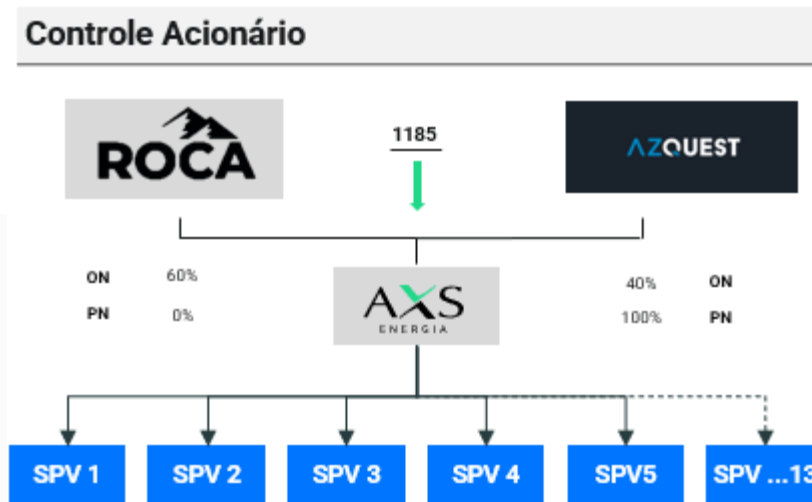 Controle Acionário
ROCA
1185
AZQUEST
ON 60%
PN 0%
AXS
ENERGIA
40% ON
100% PN
SPV 1
SPV 2
SPV 3
SPV 4
SPV5
SPV ...13